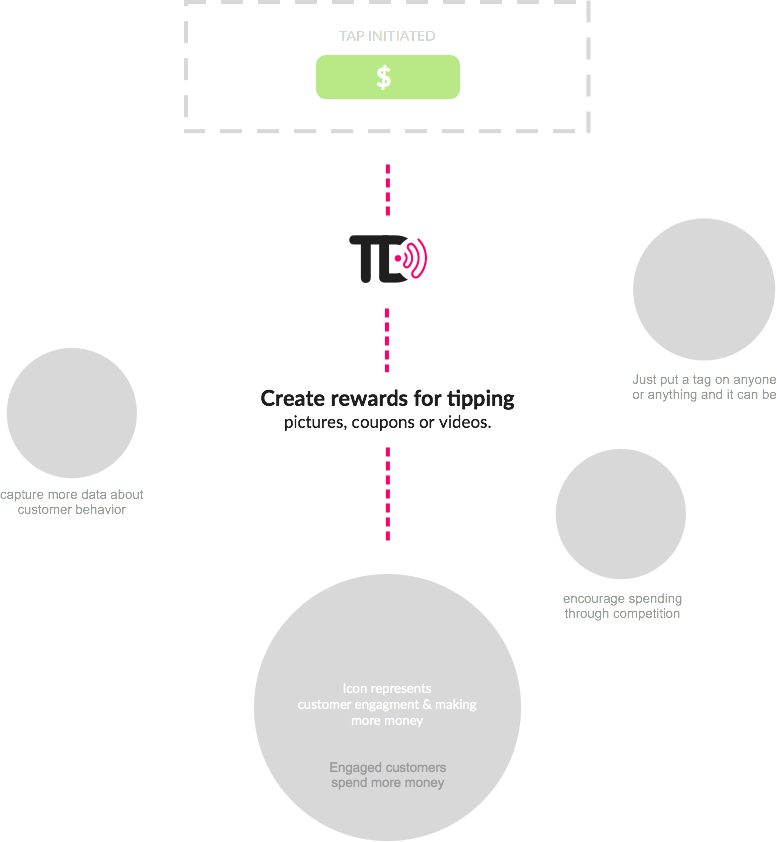 TAP INITIATED
$
TD
Create rewards for tipping
pictures, coupons or videos.
Just put a tag on anyone
or anything and it can be
capture more data about
customer behavior
encourage spending
through competition
Icon represents
customer engagment & making
more money
Engaged customers
spend more money